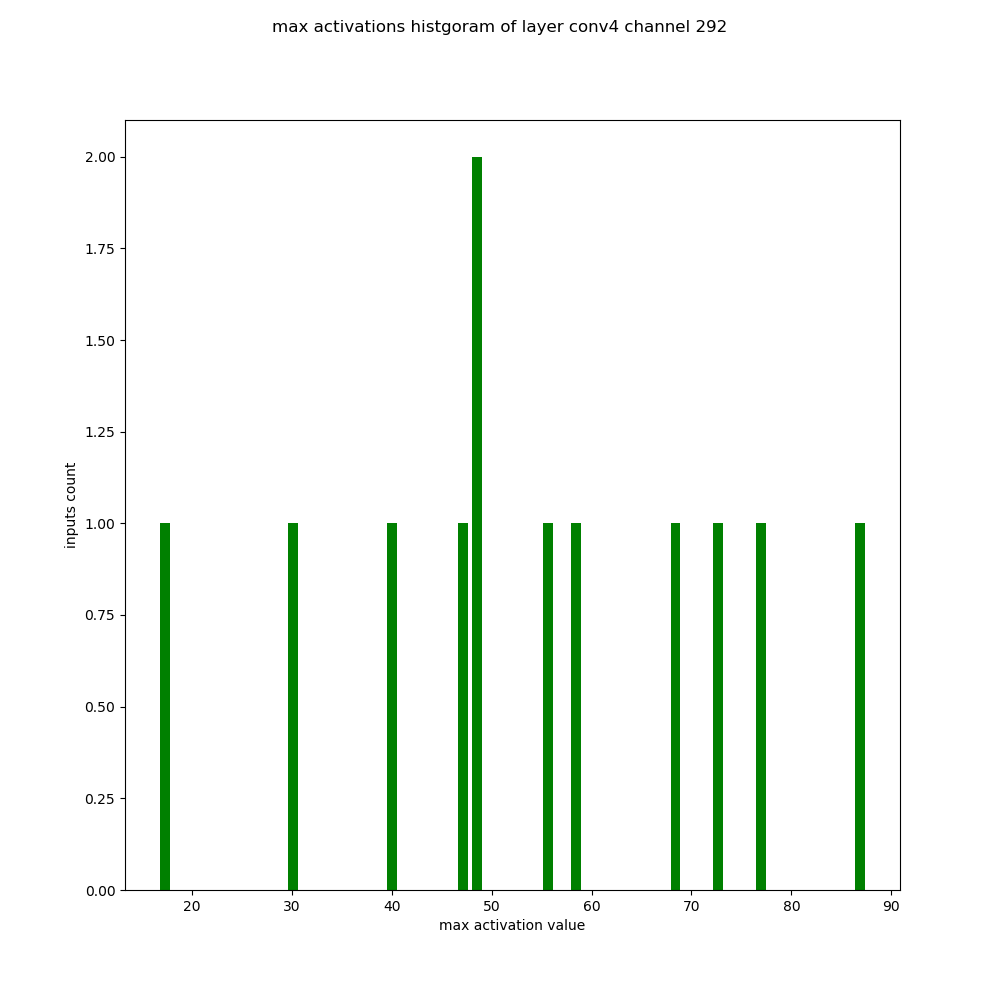 max activations histgoram of layer conv4 channel 292
2.00
1.75
1.50
1.25
1.00
0.75
0.50
0.25
0.00
inputs count
20 30 40 50 60 70 80 90
max activation value